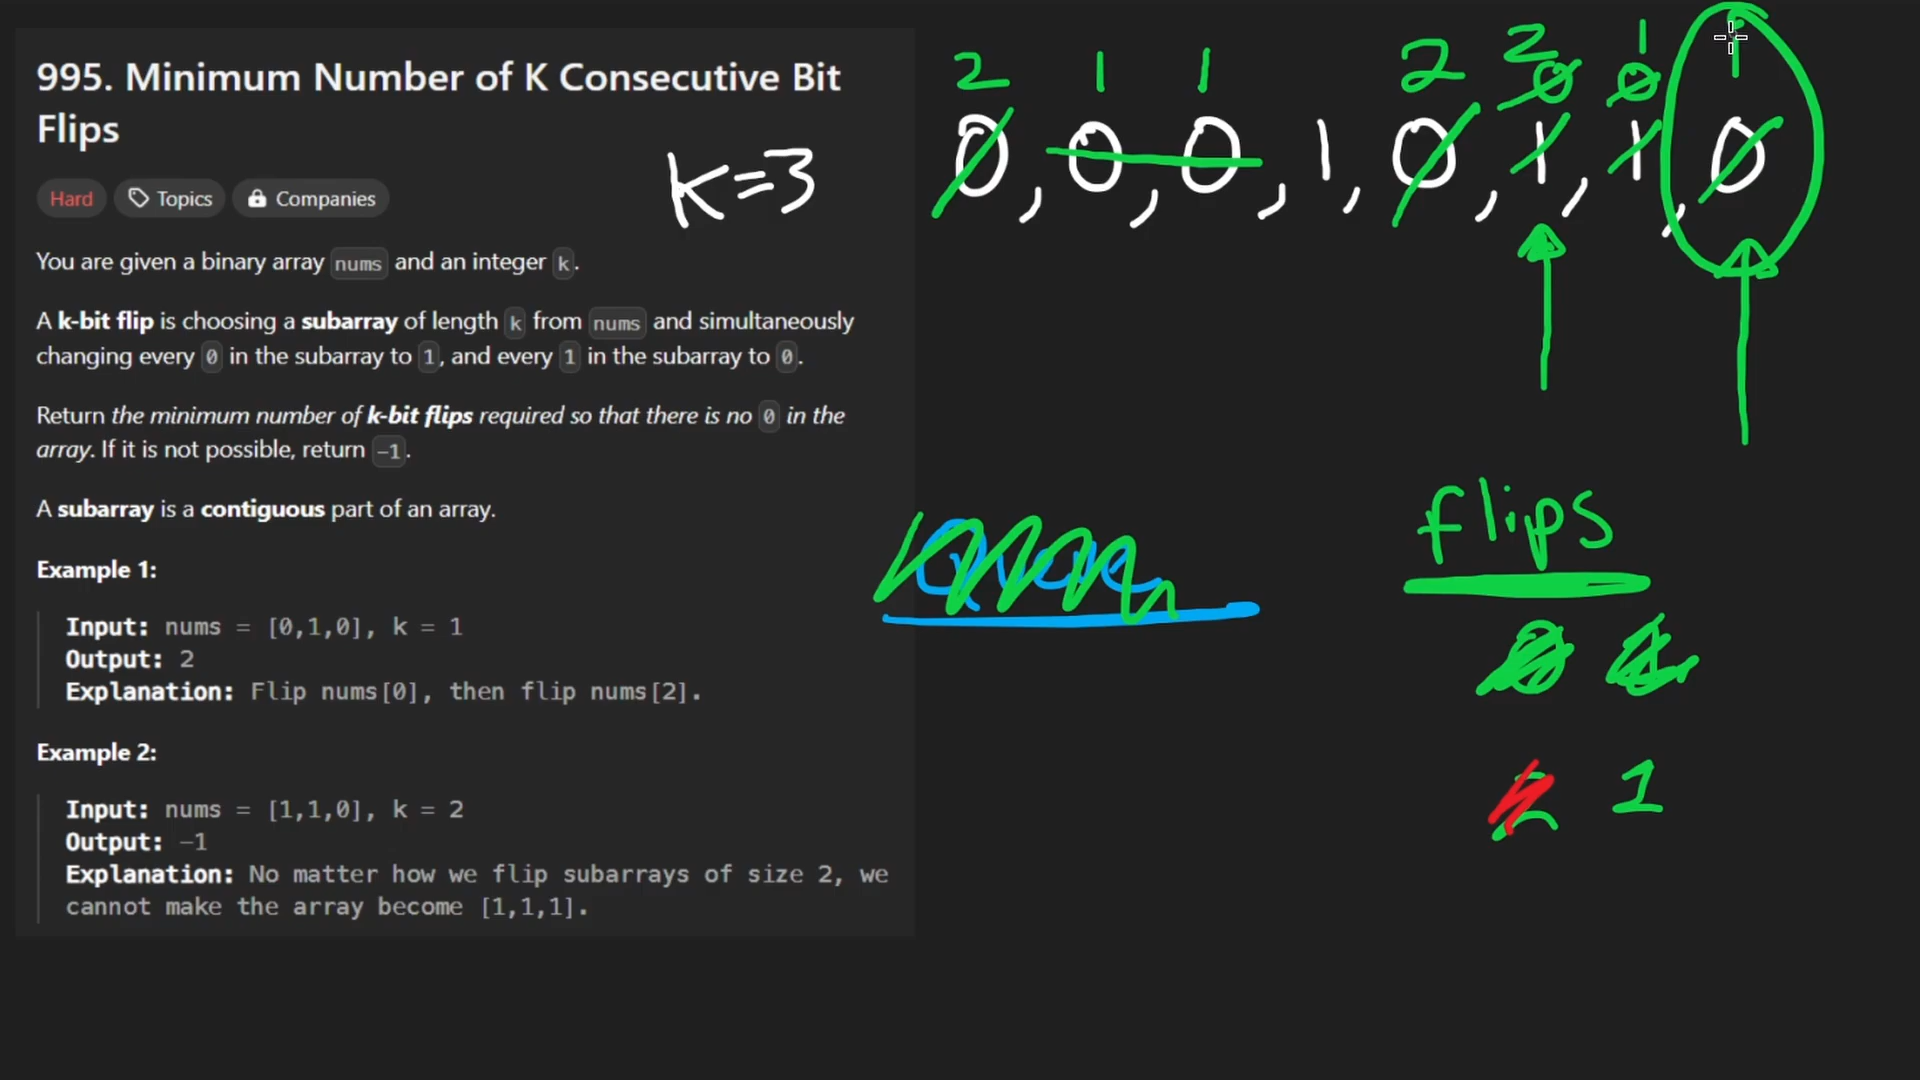 995. Minimum Number of K Consecutive Bit
Flips
Hard Topics Companies
You are given a binary array nums and an integer k.
A k-bit flip is choosing a subarray of length k from nums and simultaneously
changing every 0 in the subarray to 1, and every 1 in the subarray to 0.
Return the minimum number of k-bit flips required so that there is no 0 in the
array. If it is not possible, return -1.
A subarray is a contiguous part of an array.
Example 1:
Input: nums = [0,1,0], k = 1
Output: 2
Explanation: Flip nums[0], then flip nums[2].
Example 2:
Input: nums = [1,1,0], k = 2
Output: -1
Explanation: No matter how we flip subarrays of size 2, we
cannot make the array become [1,1,1].
K=3
2 1 1 2 2 1 1
0 0
0, 0, 0, 1, 0, 1, 1, 0
flips
2 1